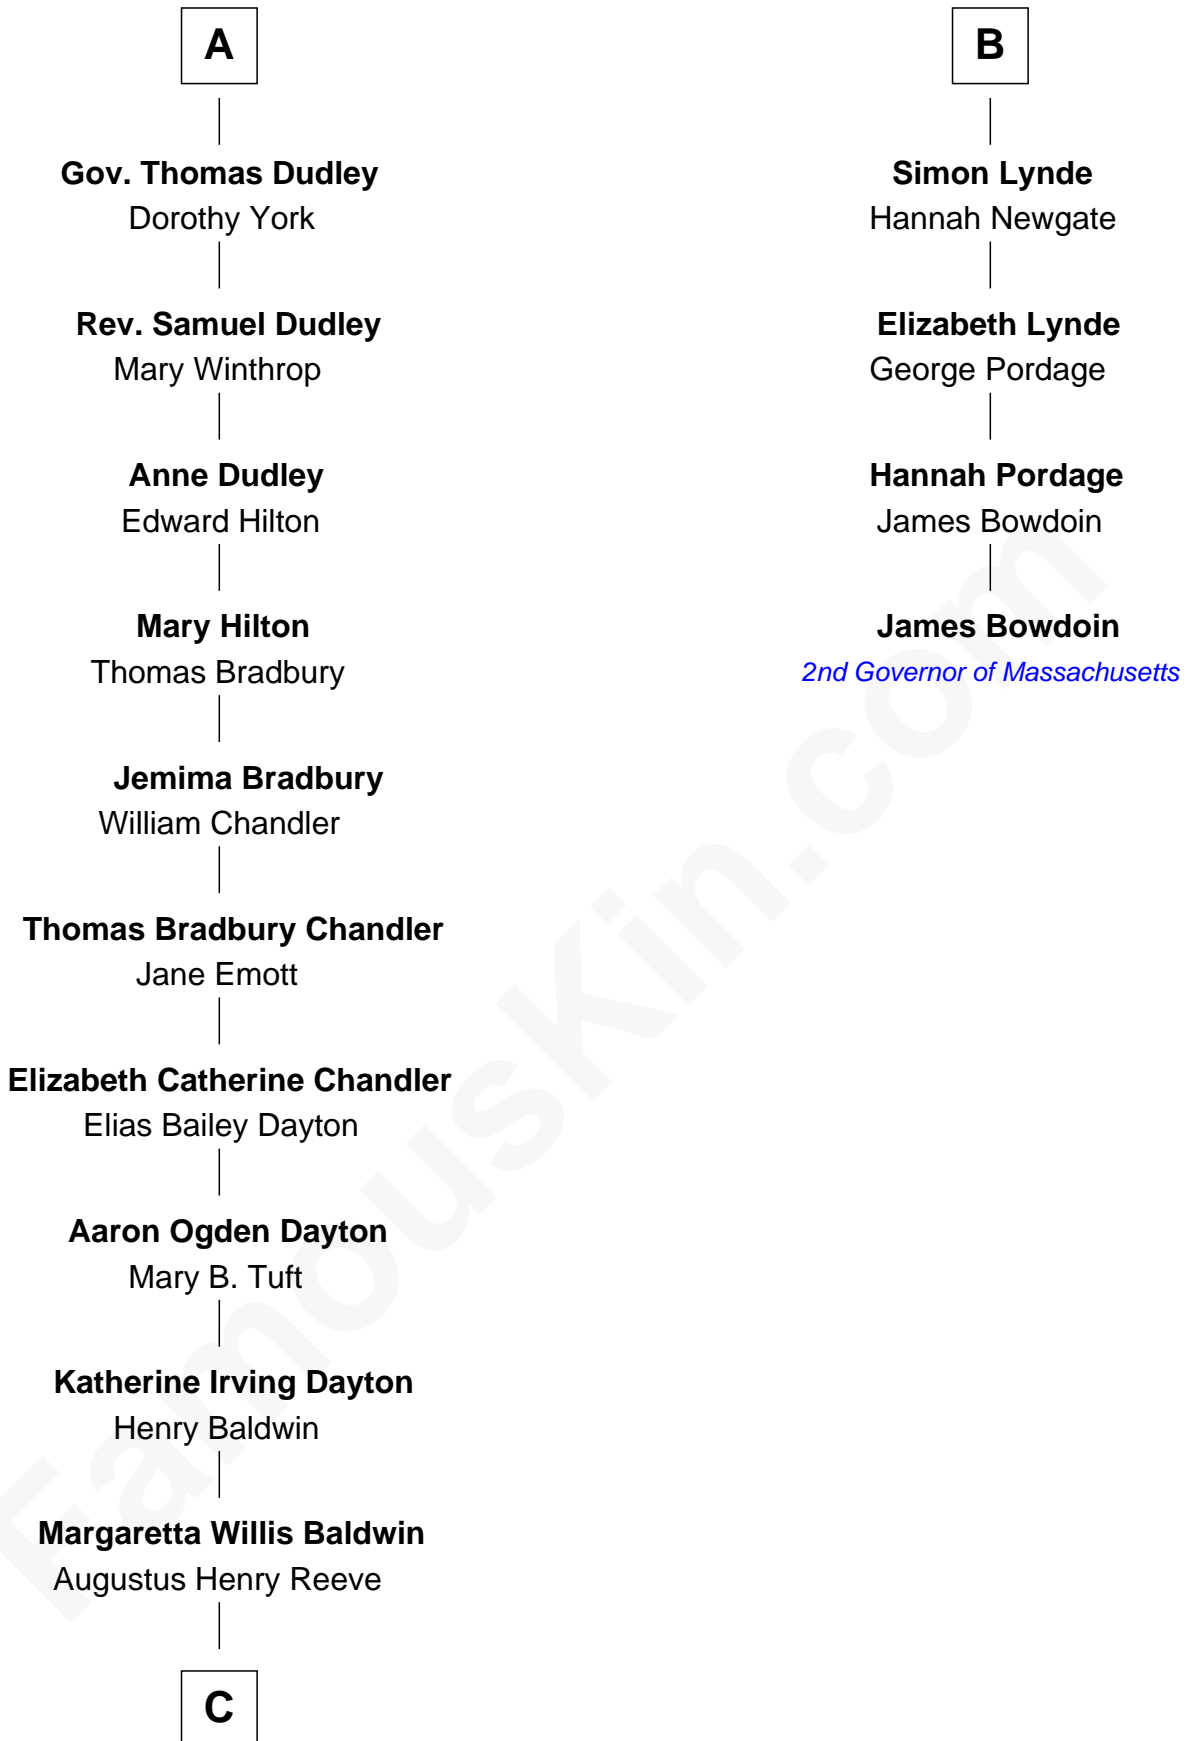 A
Gov. Thomas Dudley
Dorothy York
Rev. Samuel Dudley
Mary Winthrop
Anne Dudley
Edward Hilton
Mary Hilton
Thomas Bradbury
Jemima Bradbury
William Chandler
Thomas Bradbury Chandler
Jane Emott
Elizabeth Catherine Chandler
Elias Bailey Dayton
Aaron Ogden Dayton
Mary B. Tuft
Katherine Irving Dayton
Henry Baldwin
Margaretta Willis Baldwin
Augustus Henry Reeve
C
B
Simon Lynde
Hannah Newgate
Elizabeth Lynde
George Pordage
Hannah Pordage
James Bowdoin
James Bowdoin
2nd Governor of Massachusetts
FamousKin.com